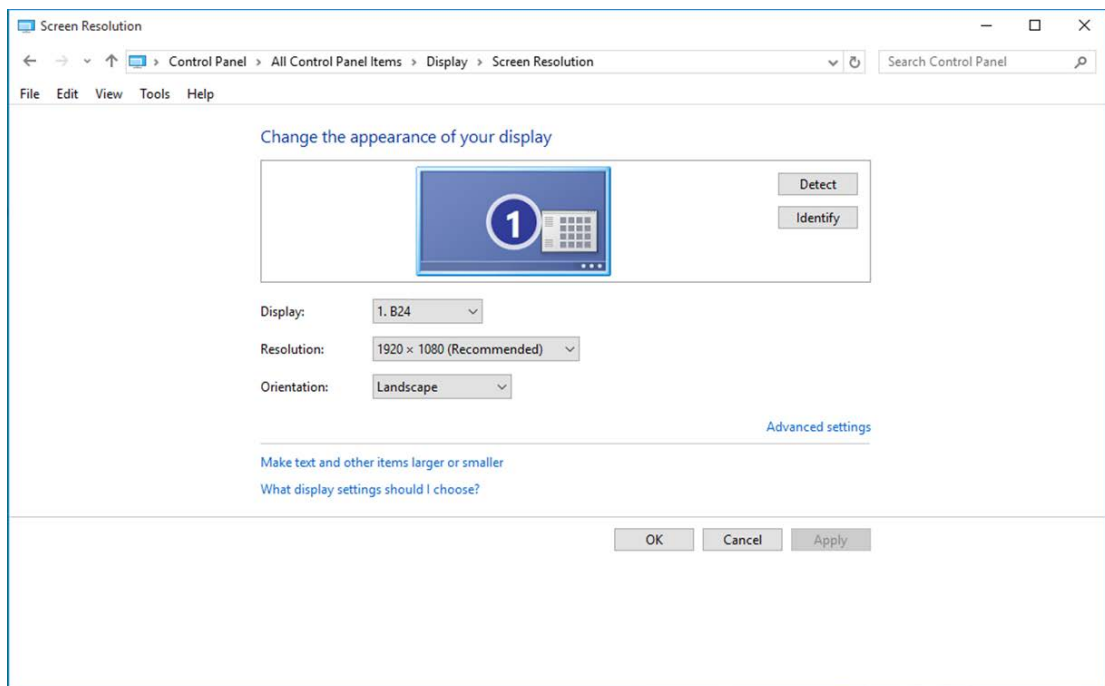 Screen Resolution
Control Panel > All Control Panel Items > Display > Screen Resolution
Search Control Panel
File Edit View Tools Help
Change the appearance of your display
1
Detect
Identify
Display: 1. B24
Resolution: 1920 × 1080 (Recommended)
Orientation: Landscape
Advanced settings
Make text and other items larger or smaller
What display settings should I choose?
OK Cancel Apply